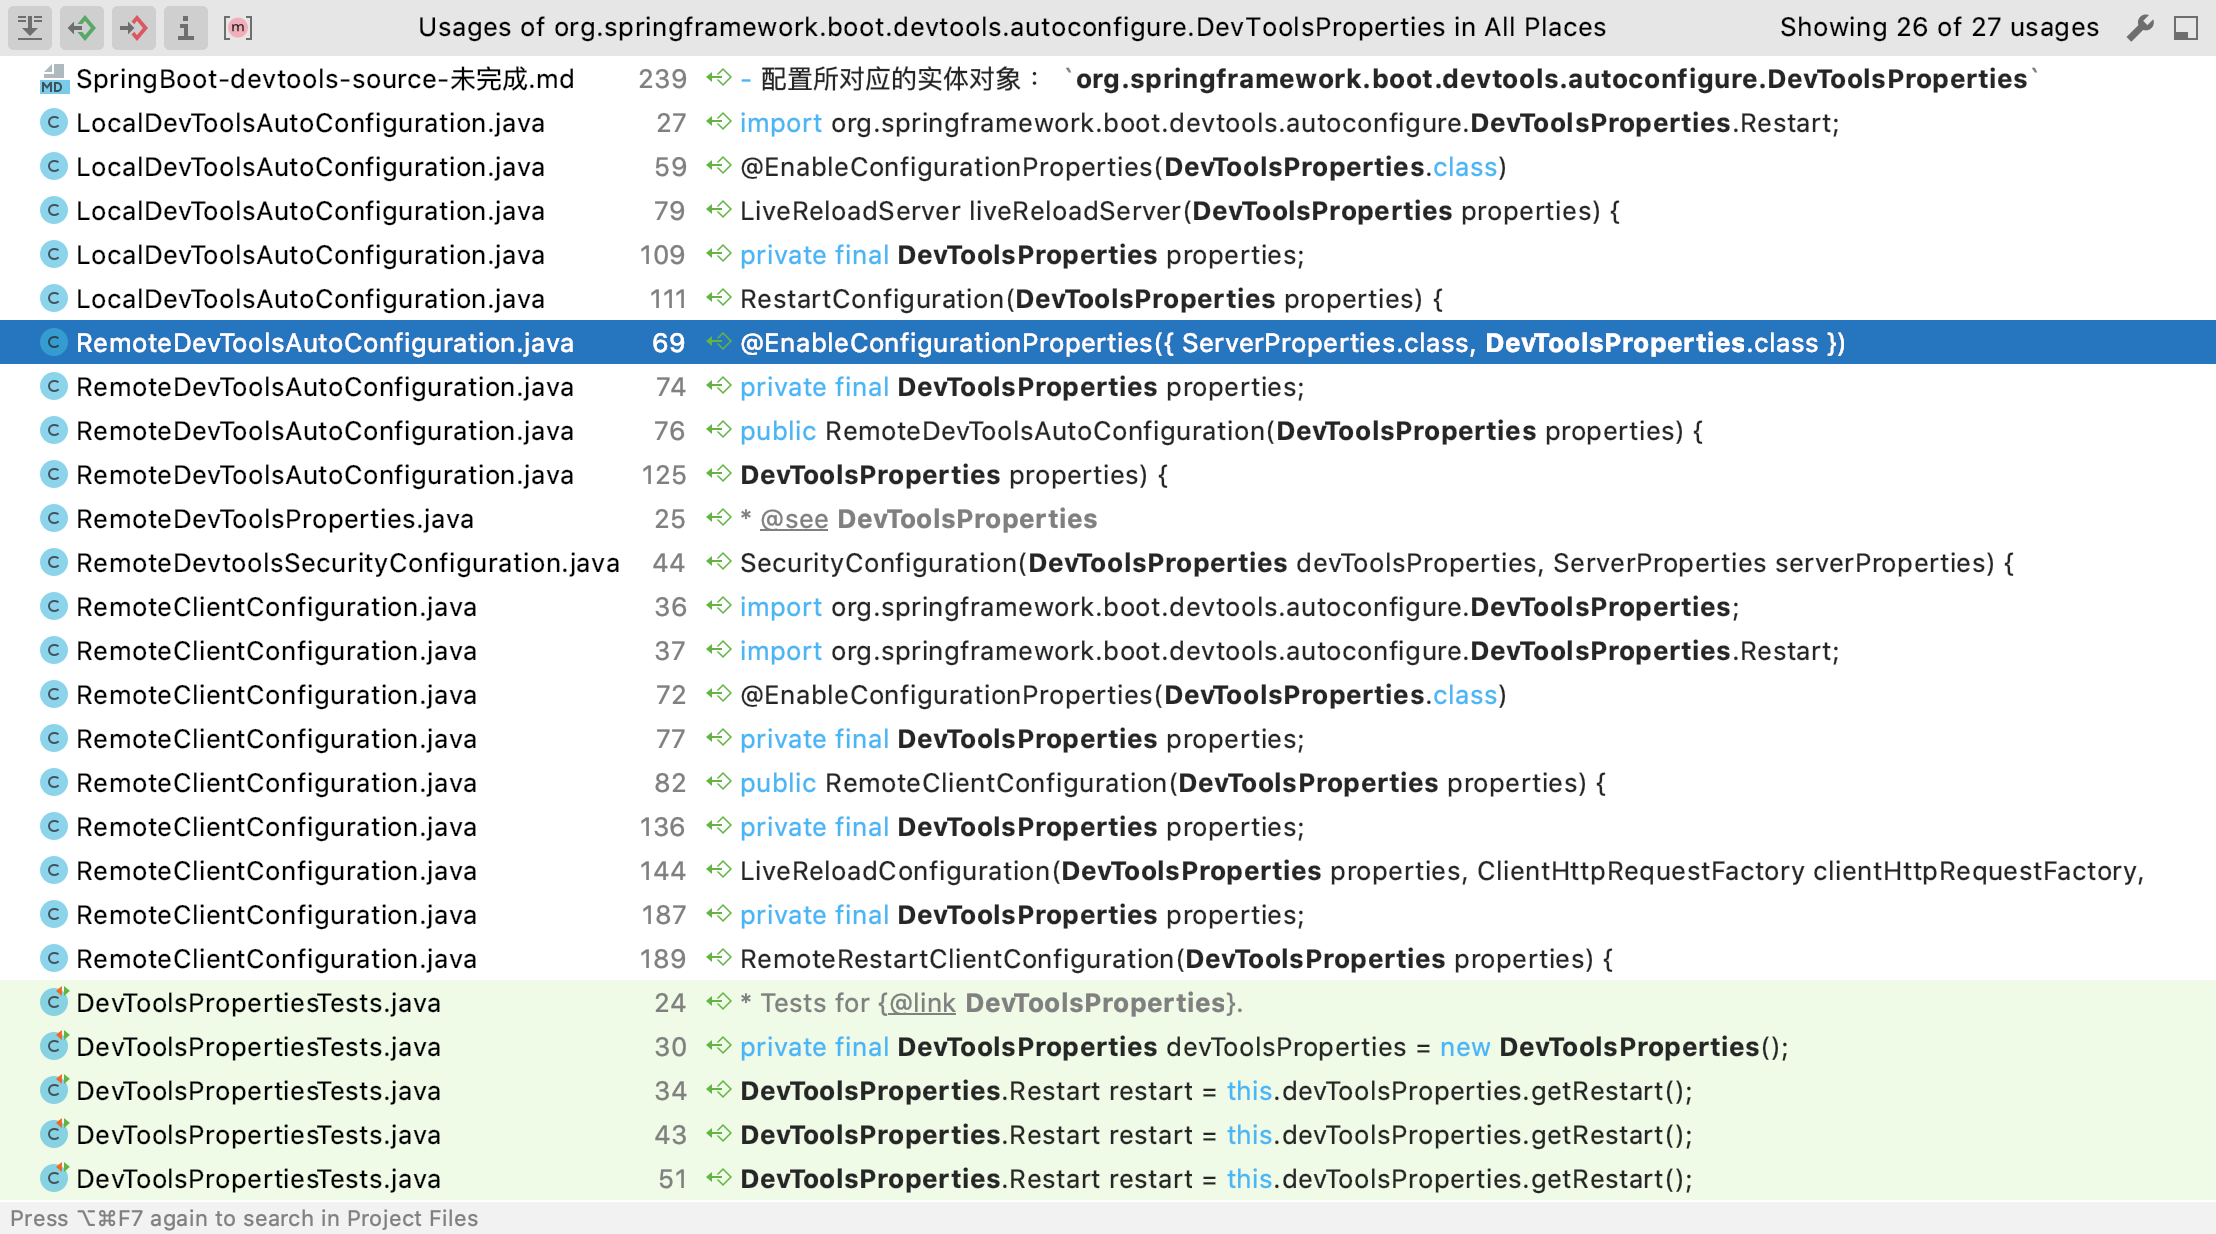 Usages of org.springframework.boot.devtools.autoconfigure.DevToolsProperties in All Places Showing 26 of 27 usages
SpringBoot-devtools-source-未完成.md 239 - 配置所对应的实体对象： `org.springframework.boot.devtools.autoconfigure.DevToolsProperties`
LocalDevToolsAutoConfiguration.java 27 import org.springframework.boot.devtools.autoconfigure.DevToolsProperties.Restart;
LocalDevToolsAutoConfiguration.java 59 @EnableConfigurationProperties(DevToolsProperties.class)
LocalDevToolsAutoConfiguration.java 79 LiveReloadServer liveReloadServer(DevToolsProperties properties) {
LocalDevToolsAutoConfiguration.java 109 private final DevToolsProperties properties;
LocalDevToolsAutoConfiguration.java 111 RestartConfiguration(DevToolsProperties properties) {
RemoteDevToolsAutoConfiguration.java 69 @EnableConfigurationProperties({ ServerProperties.class, DevToolsProperties.class })
RemoteDevToolsAutoConfiguration.java 74 private final DevToolsProperties properties;
RemoteDevToolsAutoConfiguration.java 76 public RemoteDevToolsAutoConfiguration(DevToolsProperties properties) {
RemoteDevToolsAutoConfiguration.java 125 DevToolsProperties properties) {
RemoteDevToolsProperties.java 25 * @see DevToolsProperties
RemoteDevtoolsSecurityConfiguration.java 44 SecurityConfiguration(DevToolsProperties devToolsProperties, ServerProperties serverProperties) {
RemoteClientConfiguration.java 36 import org.springframework.boot.devtools.autoconfigure.DevToolsProperties;
RemoteClientConfiguration.java 37 import org.springframework.boot.devtools.autoconfigure.DevToolsProperties.Restart;
RemoteClientConfiguration.java 72 @EnableConfigurationProperties(DevToolsProperties.class)
RemoteClientConfiguration.java 77 private final DevToolsProperties properties;
RemoteClientConfiguration.java 82 public RemoteClientConfiguration(DevToolsProperties properties) {
RemoteClientConfiguration.java 136 private final DevToolsProperties properties;
RemoteClientConfiguration.java 144 LiveReloadConfiguration(DevToolsProperties properties, ClientHttpRequestFactory clientHttpRequestFactory,
RemoteClientConfiguration.java 187 private final DevToolsProperties properties;
RemoteClientConfiguration.java 189 RemoteRestartClientConfiguration(DevToolsProperties properties) {
DevToolsPropertiesTests.java 24 * Tests for {@link DevToolsProperties}.
DevToolsPropertiesTests.java 30 private final DevToolsProperties devToolsProperties = new DevToolsProperties();
DevToolsPropertiesTests.java 34 DevToolsProperties.Restart restart = this.devToolsProperties.getRestart();
DevToolsPropertiesTests.java 43 DevToolsProperties.Restart restart = this.devToolsProperties.getRestart();
DevToolsPropertiesTests.java 51 DevToolsProperties.Restart restart = this.devToolsProperties.getRestart();
Press ⌥⌘F7 again to search in Project Files